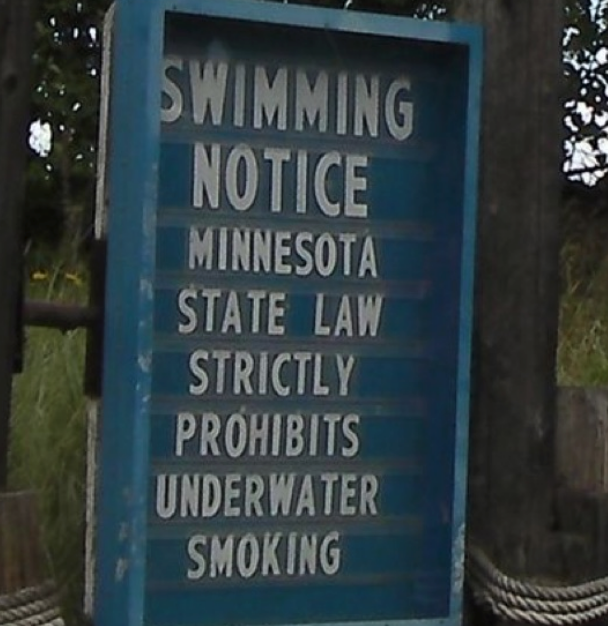 SWIMMING
NOTICE
MINNESOTA
STATE LAW
STRICTLY
PROHIBITS
UNDERWATER
SMOKING